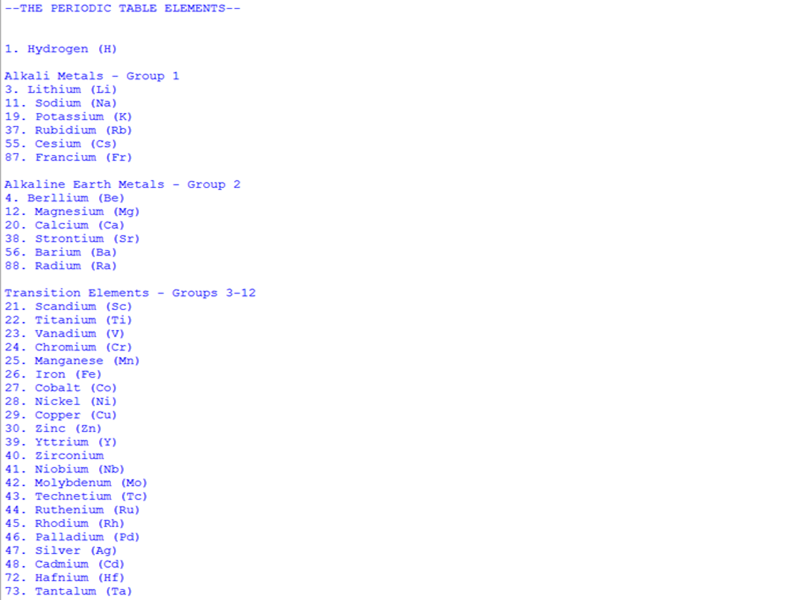 --THE PERIODIC TABLE ELEMENTS--
1. Hydrogen (H)
Alkali Metals - Group 1
3. Lithium (Li)
11. Sodium (Na)
19. Potassium (K)
37. Rubidium (Rb)
55. Cesium (Cs)
87. Francium (Fr)
Alkaline Earth Metals - Group 2
4. Berllium (Be)
12. Magnesium (Mg)
20. Calcium (Ca)
38. Strontium (Sr)
56. Barium (Ba)
88. Radium (Ra)
Transition Elements - Groups 3-12
21. Scandium (Sc)
22. Titanium (Ti)
23. Vanadium (V)
24. Chromium (Cr)
25. Manganese (Mn)
26. Iron (Fe)
27. Cobalt (Co)
28. Nickel (Ni)
29. Copper (Cu)
30. Zinc (Zn)
39. Yttrium (Y)
40. Zirconium
41. Niobium (Nb)
42. Molybdenum (Mo)
43. Technetium (Tc)
44. Ruthenium (Ru)
45. Rhodium (Rh)
46. Palladium (Pd)
47. Silver (Ag)
48. Cadmium (Cd)
72. Hafnium (Hf)
73. Tantalum (Ta)